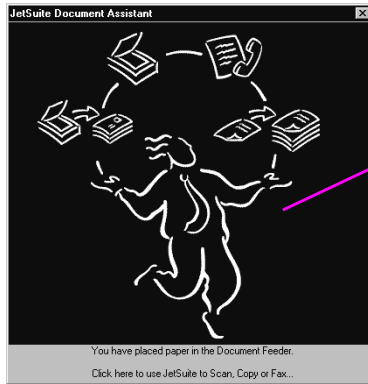 JetSuite Document Assistant
You have placed paper in the Document Feeder.
Click here to use JetSuite to Scan, Copy or Fax...